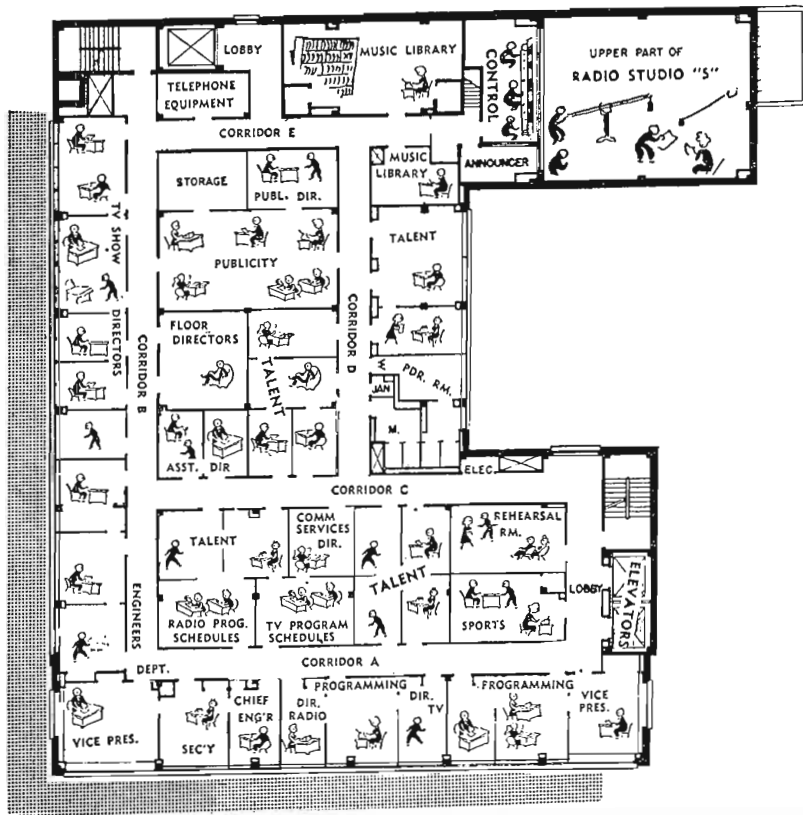 LOBBY
MUSIC LIBRARY
CONTROL
UPPER PART OF
RADIO STUDIO "S"
TELEPHONE
EQUIPMENT
CORRIDOR E
ANNOUNCER
MUSIC
LIBRARY
STORAGE
PUBL. DIR.
TALENT
PUBLICITY
TV SHOW
DIRECTORS
CORRIDOR B
FLOOR
DIRECTORS
TALENT
CORRIDOR D
W.
PDR. RM.
JAN
M.
ASST. DIR
ELEC.
CORRIDOR C
TALENT
COMM
SERVICES
DIR.
REHEARSAL
RM.
TALENT
LOBBY
ELEVATORS
ENGINEERS
RADIO PROG.
SCHEDULES
TV PROGRAM
SCHEDULES
SPORTS
DEPT.
CORRIDOR A
VICE PRES.
SEC'Y
CHIEF
ENG'R
PROGRAMMING
DIR.
RADIO
DIR.
TV
PROGRAMMING
VICE
PRES.